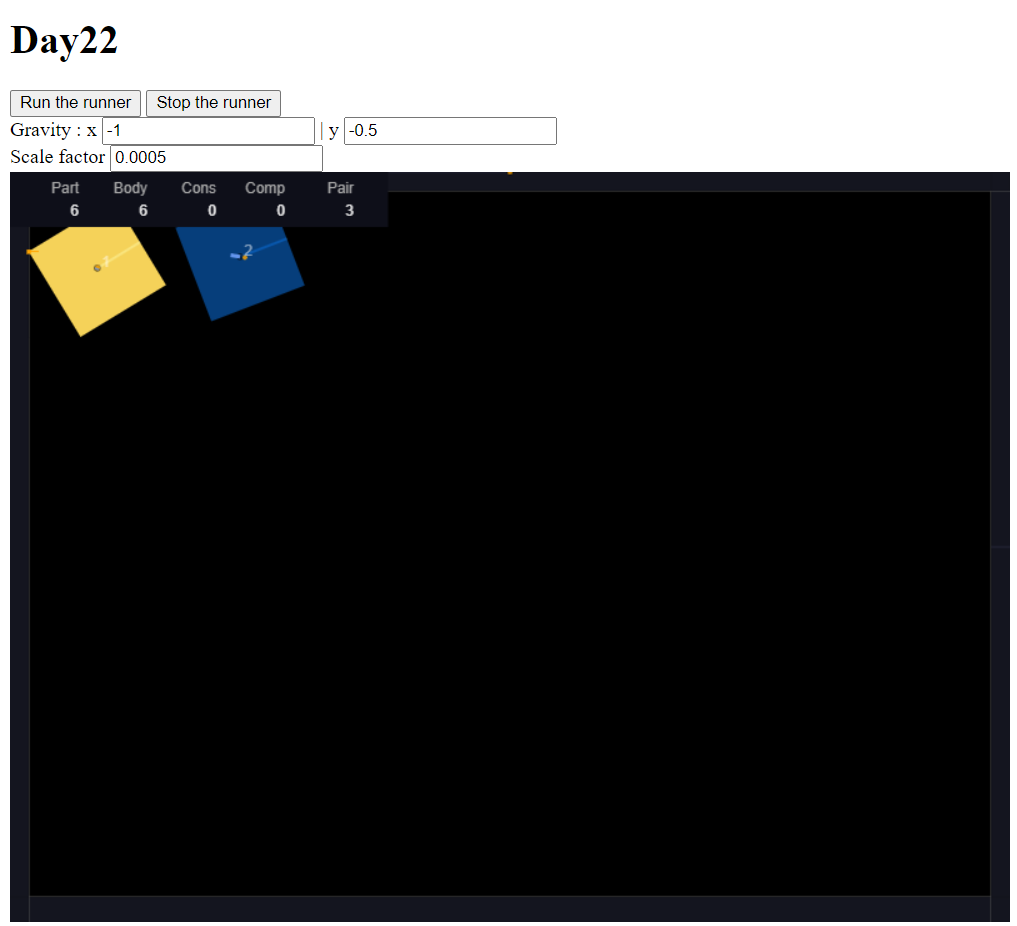 Day22
Run the runner Stop the runner
Gravity : x -1 | y -0.5
Scale factor 0.0005
Part Body Cons Comp Pair
6 6 0 0 3
1 2